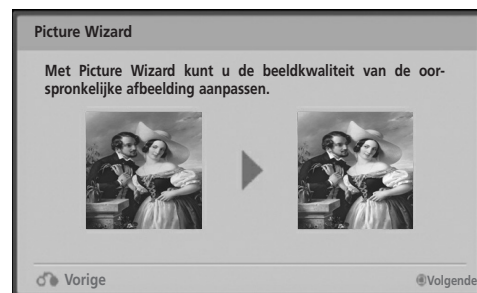 Picture Wizard
Met Picture Wizard kunt u de beeldkwaliteit van de oor-
spronkelijke afbeelding aanpassen.
Vorige
Volgende